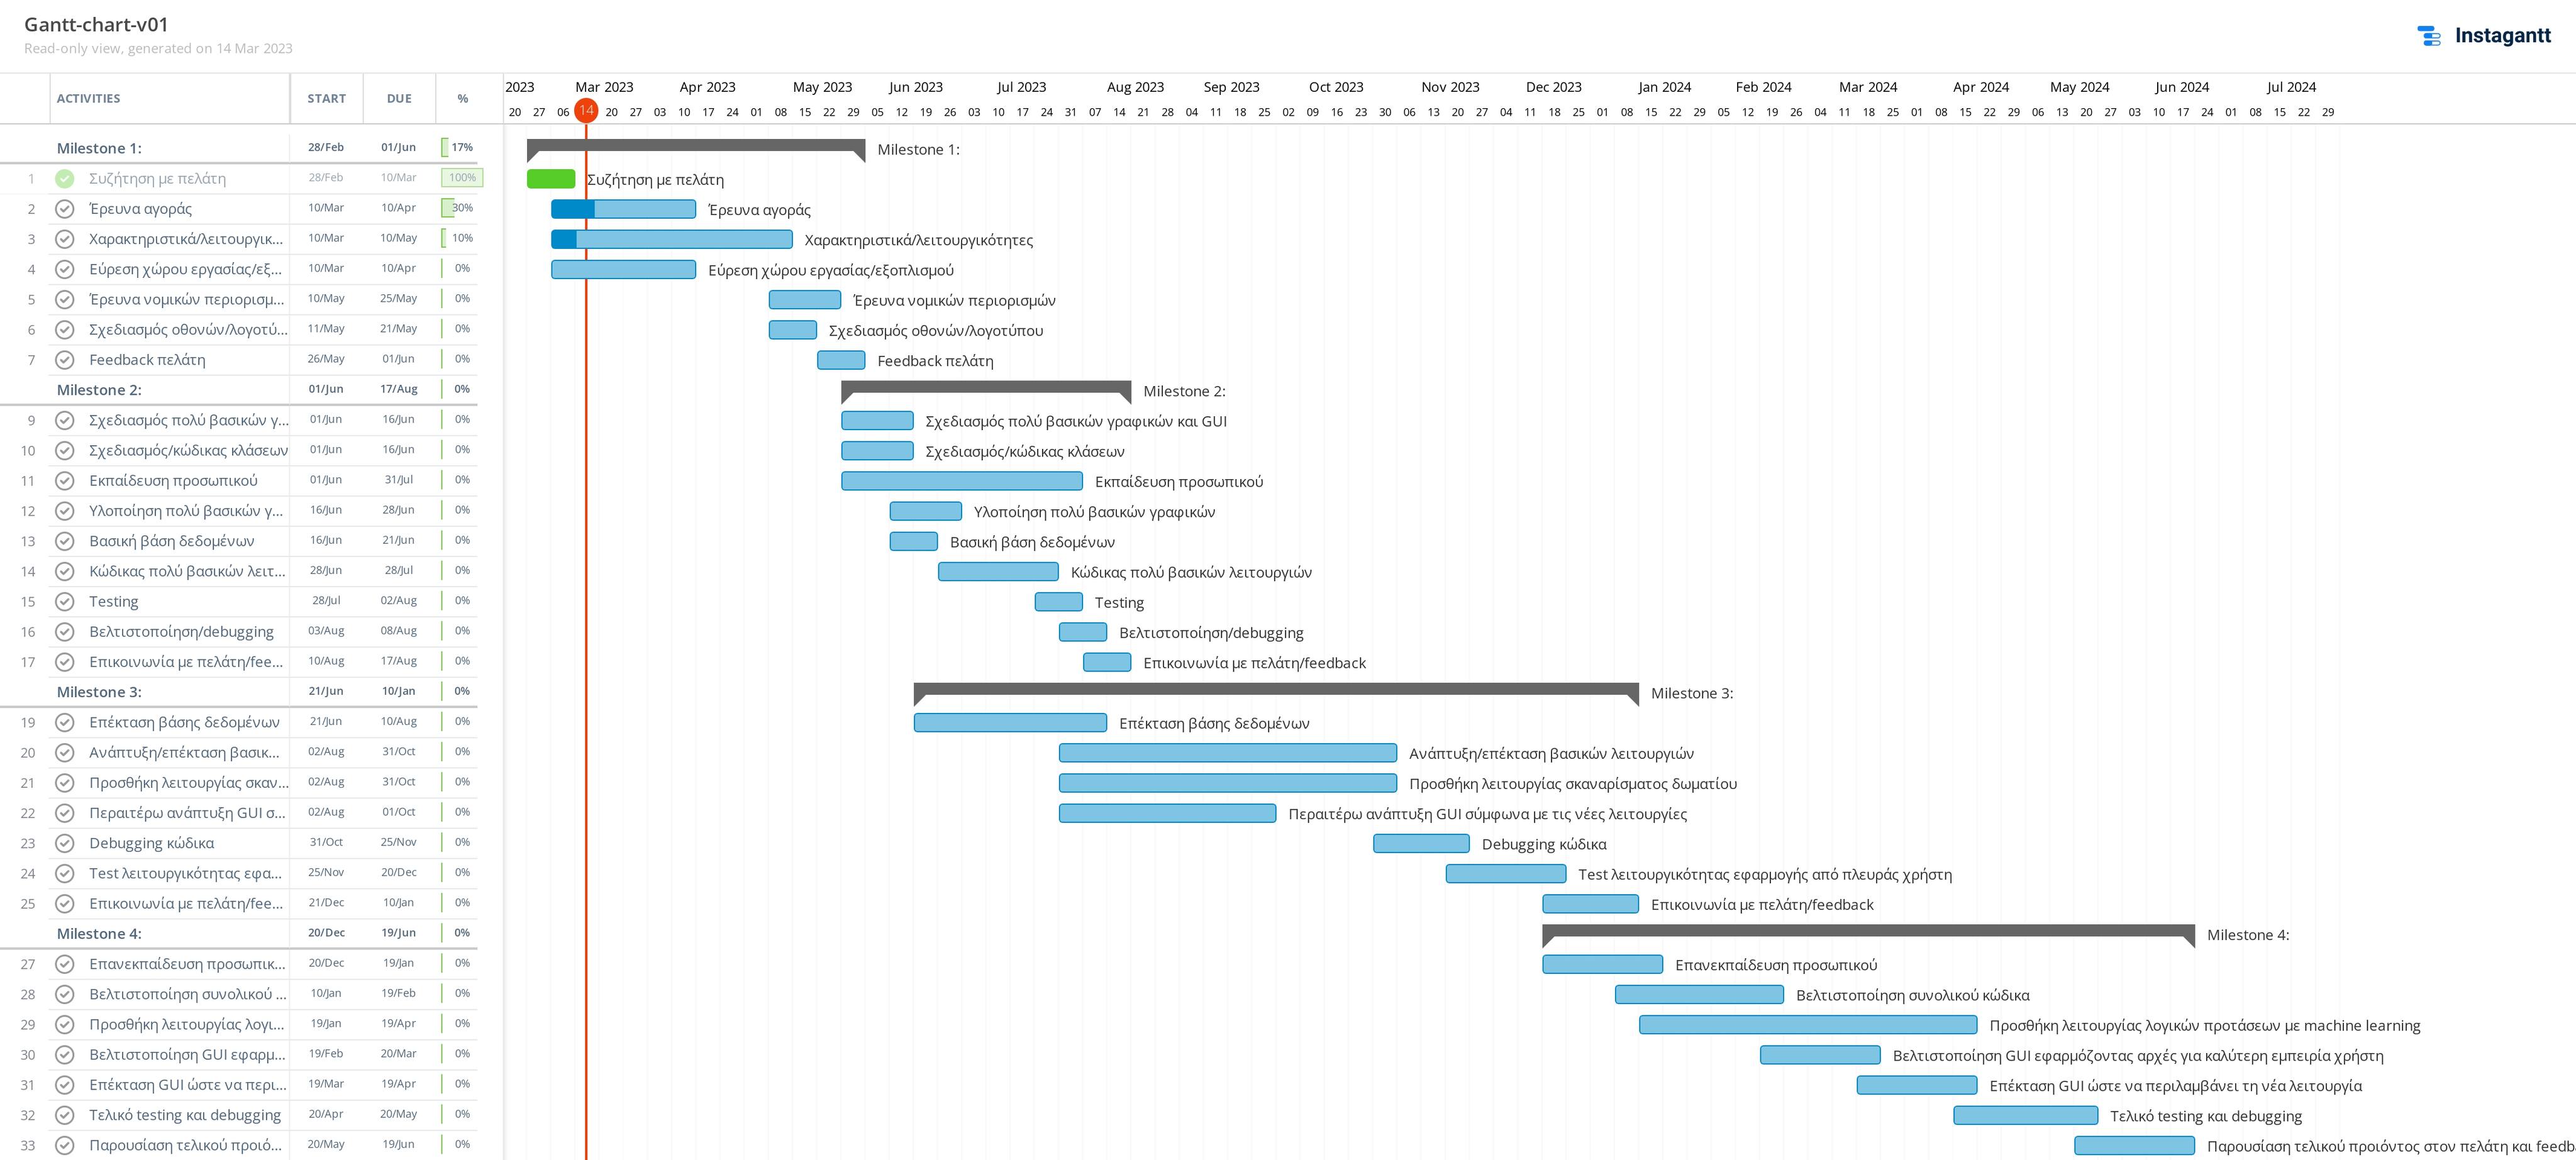 Gantt-chart-v01
Read-only view, generated on 14 Mar 2023
Instagantt
ACTIVITIES START DUE %
2023 Mar 2023 Apr 2023 May 2023 Jun 2023 Jul 2023 Aug 2023 Sep 2023 Oct 2023 Nov 2023 Dec 2023 Jan 2024 Feb 2024 Mar 2024 Apr 2024 May 2024 Jun 2024 Jul 2024
20 27 06 14 20 27 03 10 17 24 01 08 15 22 29 05 12 19 26 03 10 17 24 31 07 14 21 28 04 11 18 25 02 09 16 23 30 06 13 20 27 04 11 18 25 01 08 15 22 29 05 12 19 26 04 11 18 25 01 08 15 22 29 06 13 20 27 03 10 17 24 01 08 15 22 29
Milestone 1: 28/Feb 01/Jun 17% Milestone 1:
1 Συζήτηση με πελάτη 28/Feb 10/Mar 100% Συζήτηση με πελάτη
2 Έρευνα αγοράς 10/Mar 10/Apr 30% Έρευνα αγοράς
3 Χαρακτηριστικά/λειτουργικ... 10/Mar 10/May 10% Χαρακτηριστικά/λειτουργικότητες
4 Εύρεση χώρου εργασίας/εξ... 10/Mar 10/Apr 0% Εύρεση χώρου εργασίας/εξοπλισμού
5 Έρευνα νομικών περιορισμ... 10/May 25/May 0% Έρευνα νομικών περιορισμών
6 Σχεδιασμός οθονών/λογοτύ... 11/May 21/May 0% Σχεδιασμός οθονών/λογοτύπου
7 Feedback πελάτη 26/May 01/Jun 0% Feedback πελάτη
Milestone 2: 01/Jun 17/Aug 0% Milestone 2:
9 Σχεδιασμός πολύ βασικών γ... 01/Jun 16/Jun 0% Σχεδιασμός πολύ βασικών γραφικών και GUI
10 Σχεδιασμός/κώδικας κλάσεων 01/Jun 16/Jun 0% Σχεδιασμός/κώδικας κλάσεων
11 Εκπαίδευση προσωπικού 01/Jun 31/Jul 0% Εκπαίδευση προσωπικού
12 Υλοποίηση πολύ βασικών γ... 16/Jun 28/Jun 0% Υλοποίηση πολύ βασικών γραφικών
13 Βασική βάση δεδομένων 16/Jun 21/Jun 0% Βασική βάση δεδομένων
14 Κώδικας πολύ βασικών λειτ... 28/Jun 28/Jul 0% Κώδικας πολύ βασικών λειτουργιών
15 Testing 28/Jul 02/Aug 0% Testing
16 Βελτιστοποίηση/debugging 03/Aug 08/Aug 0% Βελτιστοποίηση/debugging
17 Επικοινωνία με πελάτη/fee... 10/Aug 17/Aug 0% Επικοινωνία με πελάτη/feedback
Milestone 3: 21/Jun 10/Jan 0% Milestone 3:
19 Επέκταση βάσης δεδομένων 21/Jun 10/Aug 0% Επέκταση βάσης δεδομένων
20 Ανάπτυξη/επέκταση βασικ... 02/Aug 31/Oct 0% Ανάπτυξη/επέκταση βασικών λειτουργιών
21 Προσθήκη λειτουργίας σκαν... 02/Aug 31/Oct 0% Προσθήκη λειτουργίας σκαναρίσματος δωματίου
22 Περαιτέρω ανάπτυξη GUI σ... 02/Aug 01/Oct 0% Περαιτέρω ανάπτυξη GUI σύμφωνα με τις νέες λειτουργίες
23 Debugging κώδικα 31/Oct 25/Nov 0% Debugging κώδικα
24 Test λειτουργικότητας εφα... 25/Nov 20/Dec 0% Test λειτουργικότητας εφαρμογής από πλευράς χρήστη
25 Επικοινωνία με πελάτη/fee... 21/Dec 10/Jan 0% Επικοινωνία με πελάτη/feedback
Milestone 4: 20/Dec 19/Jun 0% Milestone 4:
27 Επανεκπαίδευση προσωπικ... 20/Dec 19/Jan 0% Επανεκπαίδευση προσωπικού
28 Βελτιστοποίηση συνολικού ... 10/Jan 19/Feb 0% Βελτιστοποίηση συνολικού κώδικα
29 Προσθήκη λειτουργίας λογι... 19/Jan 19/Apr 0% Προσθήκη λειτουργίας λογικών προτάσεων με machine learning
30 Βελτιστοποίηση GUI εφαρμ... 19/Feb 20/Mar 0% Βελτιστοποίηση GUI εφαρμόζοντας αρχές για καλύτερη εμπειρία χρήστη
31 Επέκταση GUI ώστε να περι... 19/Mar 19/Apr 0% Επέκταση GUI ώστε να περιλαμβάνει τη νέα λειτουργία
32 Τελικό testing και debugging 20/Apr 20/May 0% Τελικό testing και debugging
33 Παρουσίαση τελικού προιό... 20/May 19/Jun 0% Παρουσίαση τελικού προιόντος στον πελάτη και feedb